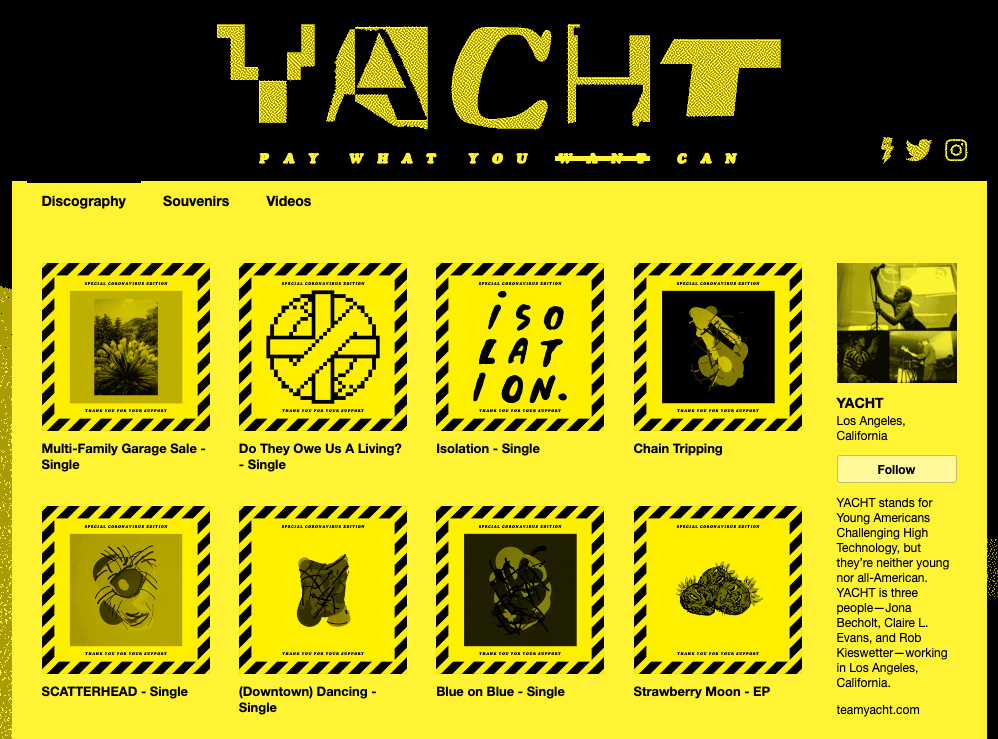 YACHT
PAY WHAT YOU WANT CAN
Discography Souvenirs Videos
SPECIAL CORONAVIRUS EDITION
THANK YOU FOR YOUR SUPPORT
Multi-Family Garage Sale -
Single
SPECIAL CORONAVIRUS EDITION
THANK YOU FOR YOUR SUPPORT
Do They Owe Us A Living?
- Single
SPECIAL CORONAVIRUS EDITION
iSO
LAT
ION.
THANK YOU FOR YOUR SUPPORT
Isolation - Single
SPECIAL CORONAVIRUS EDITION
THANK YOU FOR YOUR SUPPORT
Chain Tripping
SPECIAL CORONAVIRUS EDITION
THANK YOU FOR YOUR SUPPORT
SCATTERHEAD - Single
SPECIAL CORONAVIRUS EDITION
THANK YOU FOR YOUR SUPPORT
(Downtown) Dancing -
Single
SPECIAL CORONAVIRUS EDITION
THANK YOU FOR YOUR SUPPORT
Blue on Blue - Single
SPECIAL CORONAVIRUS EDITION
THANK YOU FOR YOUR SUPPORT
Strawberry Moon - EP
YACHT
Los Angeles,
California
Follow
YACHT stands for
Young Americans
Challenging High
Technology, but
they're neither young
nor all-American.
YACHT is three
people—Jona
Becholt, Claire L.
Evans, and Rob
Kieswetter—working
in Los Angeles,
California.
teamyacht.com